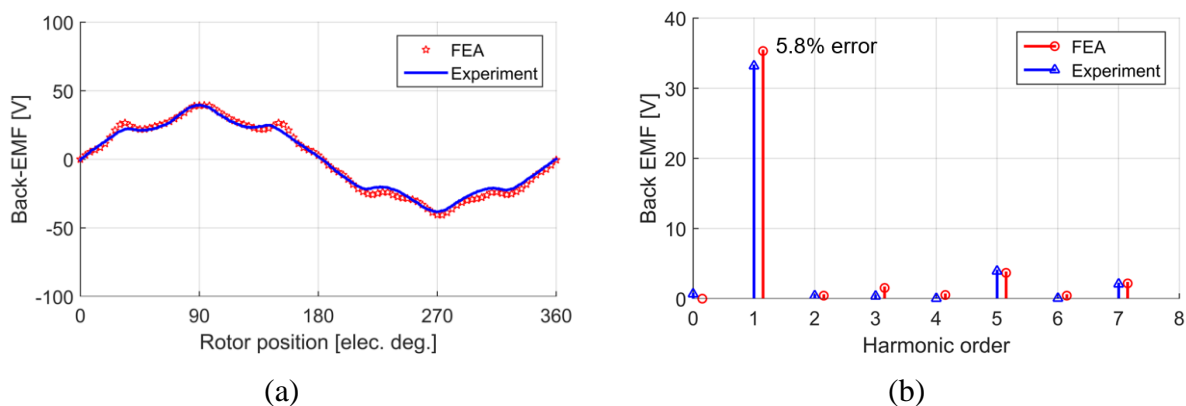 100
50
0
-50
-100
0 90 180 270 360
Back-EMF [V]
Rotor position [elec. deg.]
FEA
Experiment
(a)
40
30
20
10
0
0 1 2 3 4 5 6 7 8
Back EMF [V]
Harmonic order
5.8% error
FEA
Experiment
(b)